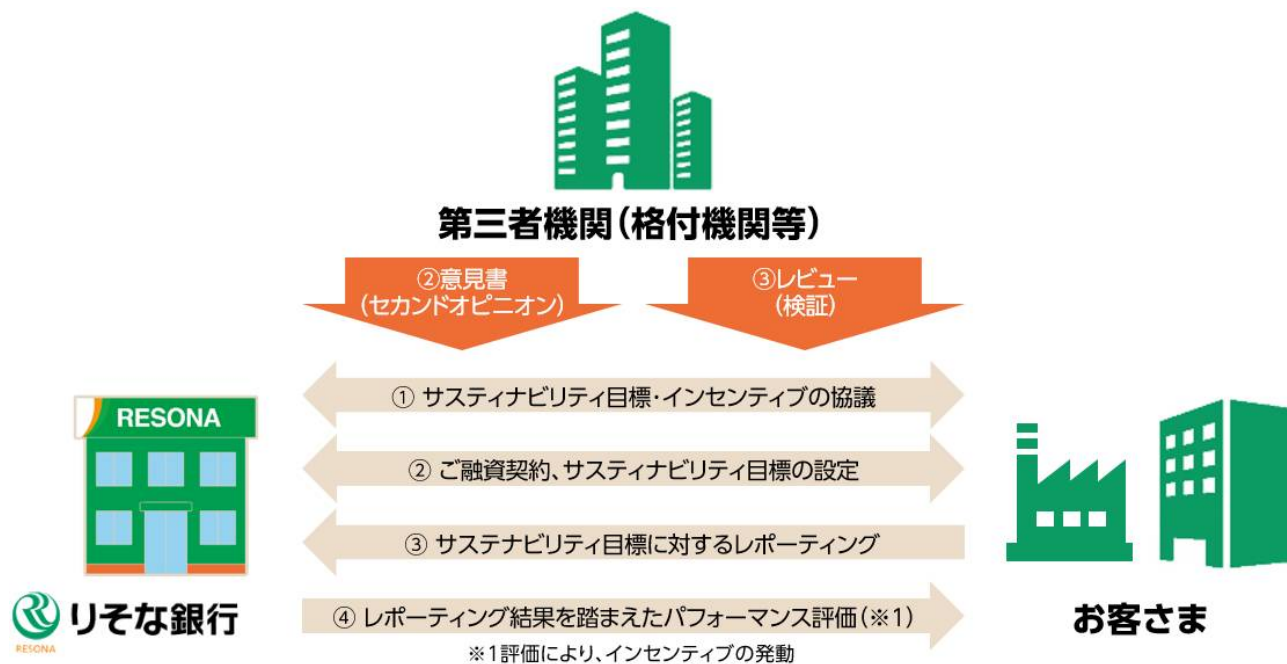 第三者機関(格付機関等)
②意見書
(セカンドオピニオン)
③レビュー
(検証)
① サスティナビリティ目標・インセンティブの協議
② ご融資契約、サスティナビリティ目標の設定
③ サステナビリティ目標に対するレポーティング
④ レポーティング結果を踏まえたパフォーマンス評価(※1)
※1評価により、インセンティブの発動
RESONA
りそな銀行
RESONA
お客さま